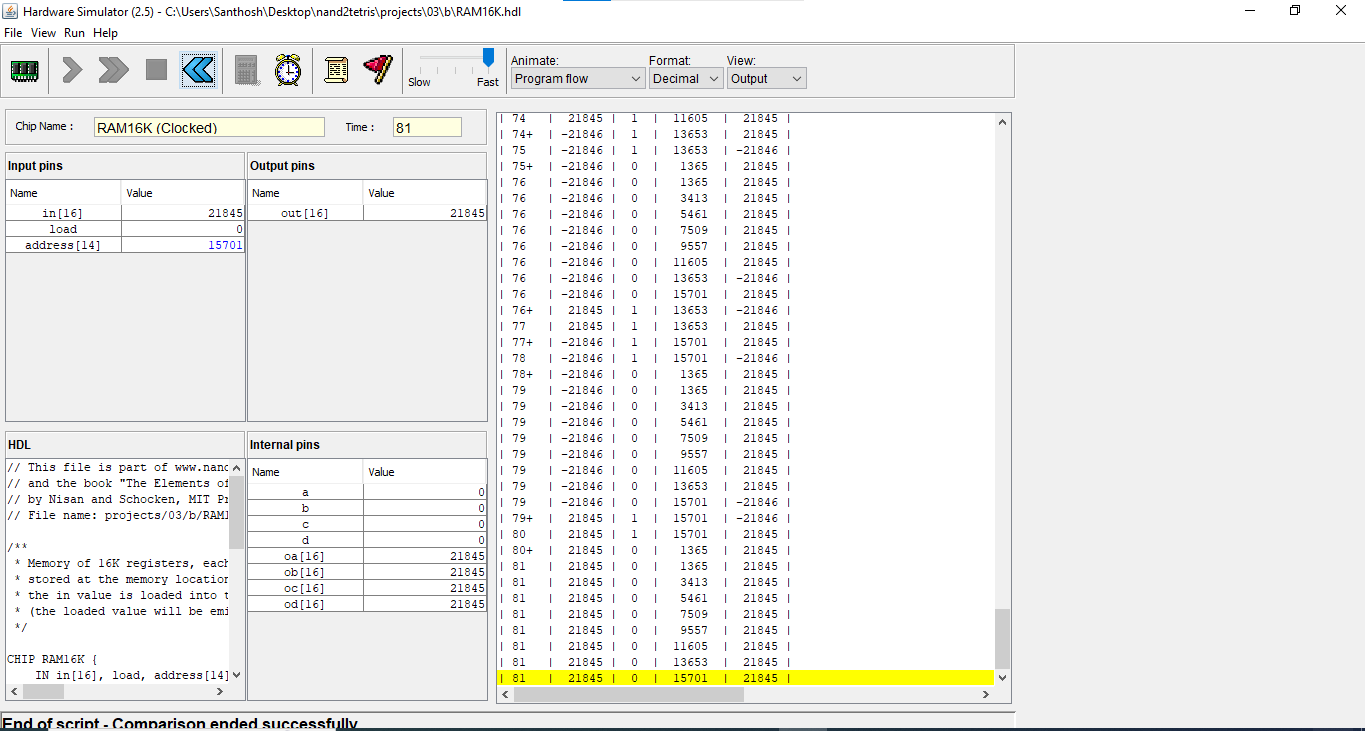 Hardware Simulator (2.5) - C:\Users\Santhosh\Desktop\nand2tetris\projects\03\b\RAM16K.hdl
File View Run Help
Slow Fast
Animate: Format: View:
Program flow Decimal Output
Chip Name : RAM16K (Clocked) Time : 81
Input pins
Name Value
in[16] 21845
load 0
address[14] 15701
Output pins
Name Value
out[16] 21845
HDL
// This file is part of www.nand
// and the book "The Elements of
// by Nisan and Schocken, MIT Pr
// File name: projects/03/b/RAM1
/**
* Memory of 16K registers, each
* stored at the memory location
* the in value is loaded into t
* (the loaded value will be emi
*/
CHIP RAM16K {
IN in[16], load, address[14]
Internal pins
Name Value
a 0
b 0
c 0
d 0
oa[16] 21845
ob[16] 21845
oc[16] 21845
od[16] 21845
| 74 | 21845 | 1 | 11605 | 21845 |
| 74+ | -21846 | 1 | 13653 | 21845 |
| 75 | -21846 | 1 | 13653 | -21846 |
| 75+ | -21846 | 0 | 1365 | 21845 |
| 76 | -21846 | 0 | 1365 | 21845 |
| 76 | -21846 | 0 | 3413 | 21845 |
| 76 | -21846 | 0 | 5461 | 21845 |
| 76 | -21846 | 0 | 7509 | 21845 |
| 76 | -21846 | 0 | 9557 | 21845 |
| 76 | -21846 | 0 | 11605 | 21845 |
| 76 | -21846 | 0 | 13653 | -21846 |
| 76 | -21846 | 0 | 15701 | 21845 |
| 76+ | 21845 | 1 | 13653 | -21846 |
| 77 | 21845 | 1 | 13653 | 21845 |
| 77+ | -21846 | 1 | 15701 | 21845 |
| 78 | -21846 | 1 | 15701 | -21846 |
| 78+ | -21846 | 0 | 1365 | 21845 |
| 79 | -21846 | 0 | 1365 | 21845 |
| 79 | -21846 | 0 | 3413 | 21845 |
| 79 | -21846 | 0 | 5461 | 21845 |
| 79 | -21846 | 0 | 7509 | 21845 |
| 79 | -21846 | 0 | 9557 | 21845 |
| 79 | -21846 | 0 | 11605 | 21845 |
| 79 | -21846 | 0 | 13653 | 21845 |
| 79 | -21846 | 0 | 15701 | -21846 |
| 79+ | 21845 | 1 | 15701 | -21846 |
| 80 | 21845 | 1 | 15701 | 21845 |
| 80+ | 21845 | 0 | 1365 | 21845 |
| 81 | 21845 | 0 | 1365 | 21845 |
| 81 | 21845 | 0 | 3413 | 21845 |
| 81 | 21845 | 0 | 5461 | 21845 |
| 81 | 21845 | 0 | 7509 | 21845 |
| 81 | 21845 | 0 | 9557 | 21845 |
| 81 | 21845 | 0 | 11605 | 21845 |
| 81 | 21845 | 0 | 13653 | 21845 |
| 81 | 21845 | 0 | 15701 | 21845 |
End of script - Comparison ended successfully